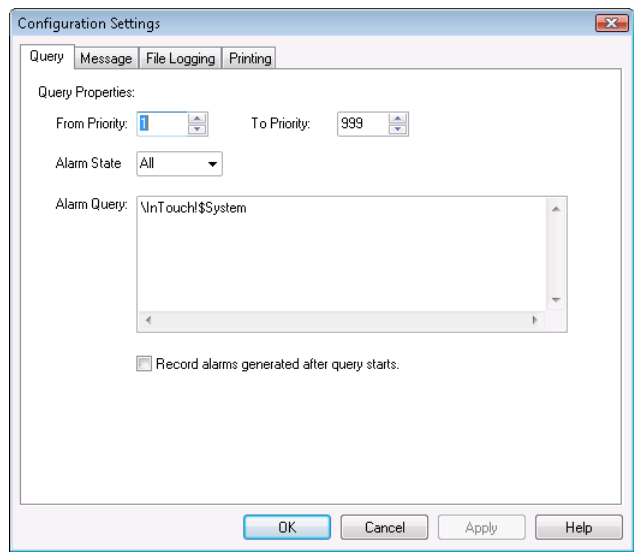 Configuration Settings
Query Message File Logging Printing
Query Properties:
From Priority: 1 To Priority: 999
Alarm State All
Alarm Query: \InTouch!$System
Record alarms generated after query starts.
OK Cancel Apply Help